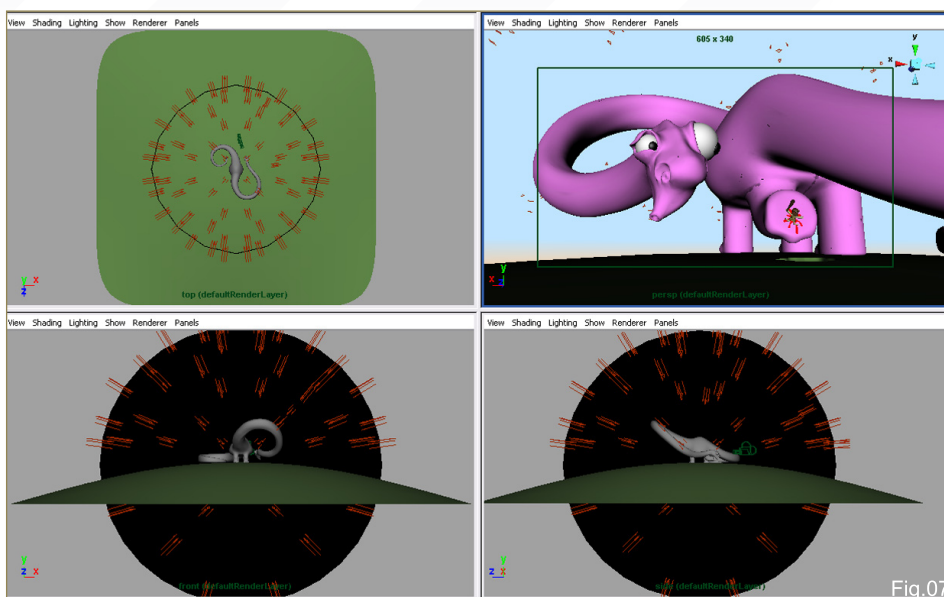 View Shading Lighting Show Renderer Panels
top (defaultRenderLayer)
y x
z
View Shading Lighting Show Renderer Panels
605 x 340
y
x
persp (defaultRenderLayer)
y
x
View Shading Lighting Show Renderer Panels
front (defaultRenderLayer)
y
z x
View Shading Lighting Show Renderer Panels
side (defaultRenderLayer)
y
z x
Fig.07